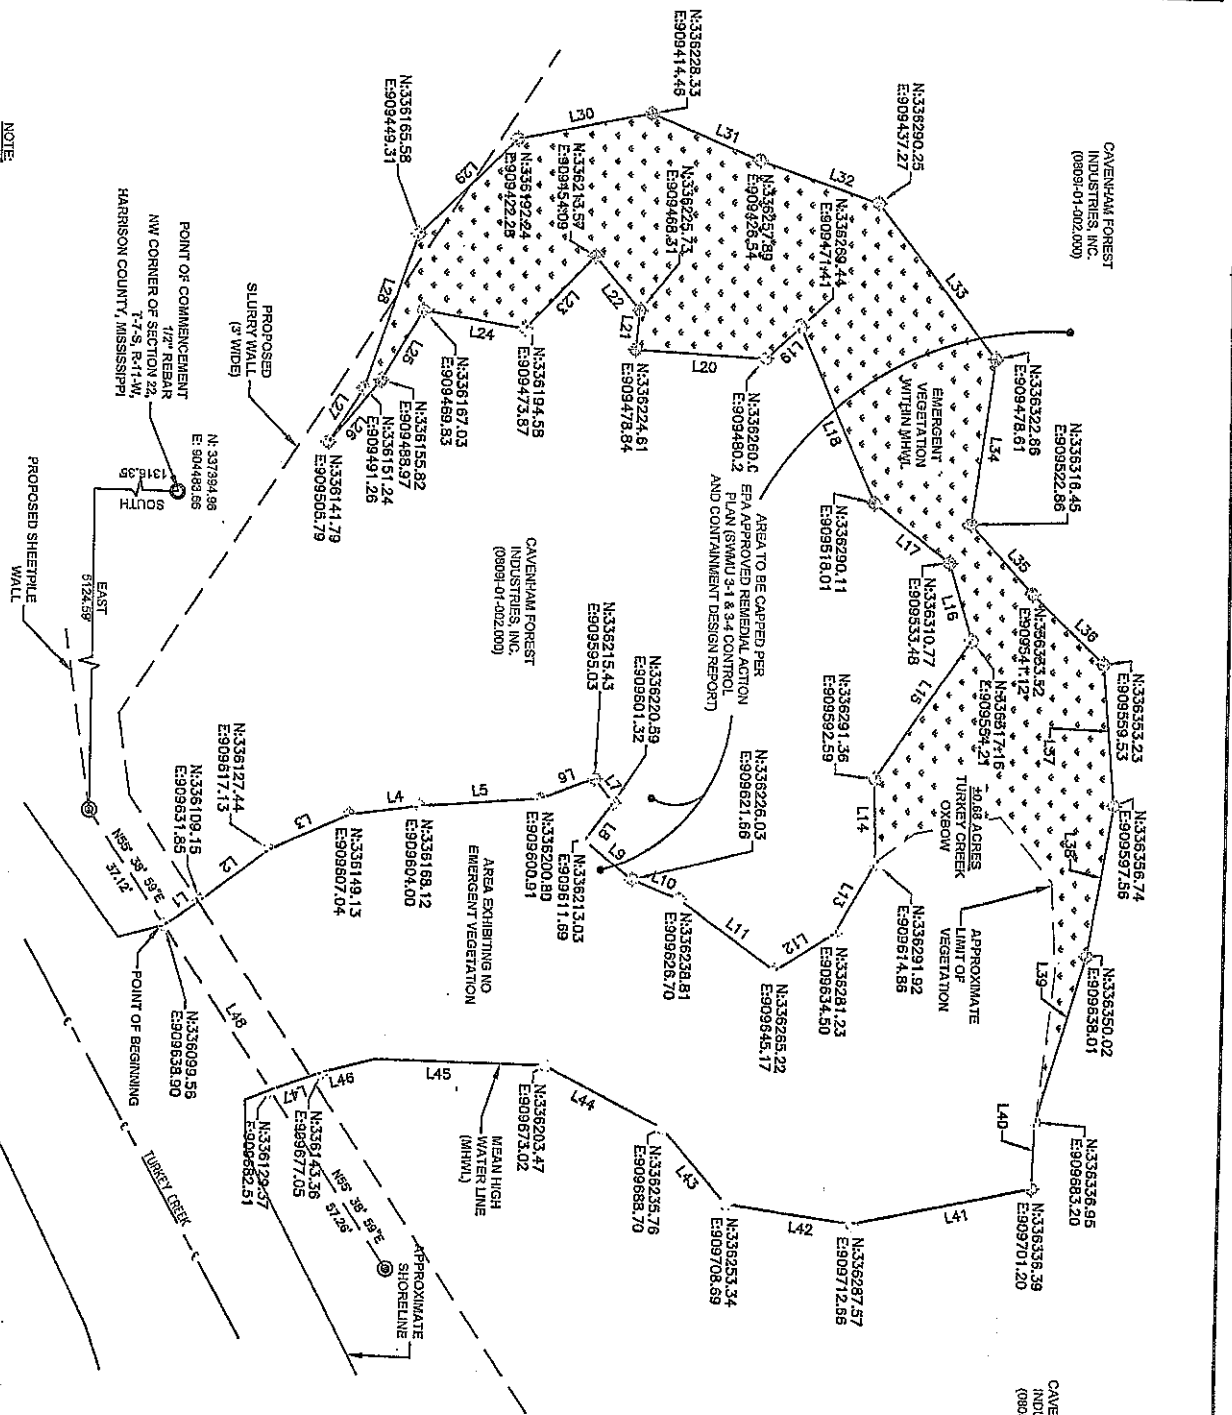 CAVENHAM FOREST
INDUSTRIES, INC.
(0809I-01-002.000)
N:336228.33
E:909414.46
N:336290.25
E:909437.27
L30
L31
L32
L33
N:336322.86
E:909478.61
N:336316.45
E:909522.86
L34
L35
L36
N:336353.23
E:909559.53
N:336356.74
E:909597.56
N:336350.02
E:909638.01
N:336336.95
E:909683.20
N:336336.39
E:909701.20
L37
L38
L39
L40
L41
N:336165.58
E:909449.31
L29
N:336192.24
E:909422.28
N:336213.57
E:909454.09
N:336225.73
E:909468.31
N:336257.89
E:909426.54
N:336269.44
E:909471.41
EMERGENT
VEGETATION
WITHIN MHWL
L28
L27
L26
L25
L24
L23
L22
L21
L20
L19
L18
L17
L16
L15
L14
L13
L12
L11
L10
L9
L8
L7
L6
L5
L4
L3
L2
L1
N:336194.58
E:909473.87
N:336224.61
E:909478.84
N:336260.0
E:909480.2
N:336167.03
E:909469.83
N:336155.82
E:909488.97
N:336151.24
E:909491.26
N:336141.79
E:909505.79
N:336290.11
E:909518.01
N:336310.77
E:909533.48
E:909541.12
N:336317.16
E:909554.21
N:336291.36
E:909592.59
N:336291.92
E:909614.86
N:336281.23
E:909634.50
N:336265.22
E:909645.17
N:336238.81
E:909626.70
N:336226.03
E:909621.66
N:336213.03
E:909611.69
N:336220.59
E:909601.32
N:336215.43
E:909595.03
N:336200.80
E:909600.91
N:336168.12
E:909604.00
N:336149.13
E:909607.04
N:336127.44
E:909617.13
N:336109.15
E:909631.85
N:336099.56
E:909638.90
POINT OF BEGINNING
±0.68 ACRES
TURKEY CREEK
OXBOW
APPROXIMATE
LIMIT OF
VEGETATION
AREA TO BE CAPPED PER
EPA APPROVED REMEDIAL ACTION
PLAN (SWMU 3-1 & 3-4 CONTROL
AND CONTAINMENT DESIGN REPORT)
CAVENHAM FOREST
INDUSTRIES, INC.
(0809I-01-002.000)
AREA EXHIBITING NO
EMERGENT VEGETATION
PROPOSED
SLURRY WALL
(3' WIDE)
POINT OF COMMENCEMENT
1/2" REBAR
NW CORNER OF SECTION 22,
T-7-S, R-11-W,
HARRISON COUNTY, MISSISSIPPI
N: 337394.96
E: 904483.66
SOUTH
1316.35'
EAST
5124.59'
PROPOSED SHEETPILE
WALL
N55° 38' 59"E
37.12'
L48
L47
L46
L45
L44
L43
L42
N:336287.57
E:909712.66
N:336253.34
E:909708.69
N:336235.76
E:909688.70
N:336203.47
E:909673.02
MEAN HIGH
WATER LINE
(MHWL)
N:336143.36
E:909677.05
N:336129.37
E:909682.51
N55° 38' 59"E
57.26'
APPROXIMATE
SHORELINE
TURKEY CREEK
NOTE:
CAVE
INDU
(080